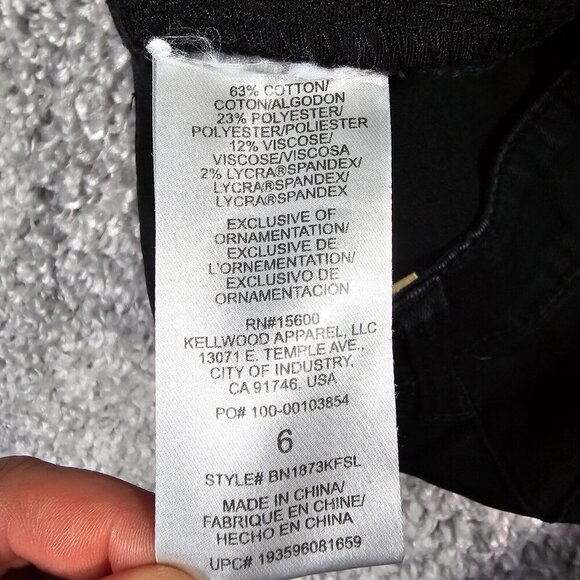 63% COTTON/
COTON/ALGODON
23% POLYESTER/
POLYESTER/POLIESTER
12% VISCOSE/
VISCOSE/VISCOSA
2% LYCRA®SPANDEX/
LYCRA®SPANDEX/
LYCRA®SPANDEX
EXCLUSIVE OF
ORNAMENTATION/
EXCLUSIVE DE
L'ORNEMENTATION/
EXCLUSIVO DE
ORNAMENTACION
RN#15600
KELLWOOD APPAREL, LLC
13071 E. TEMPLE AVE.,
CITY OF INDUSTRY,
CA 91746, USA
PO# 100-00103854
6
STYLE# BN1873KFSL
MADE IN CHINA/
FABRIQUE EN CHINE/
HECHO EN CHINA
UPC# 193596081659